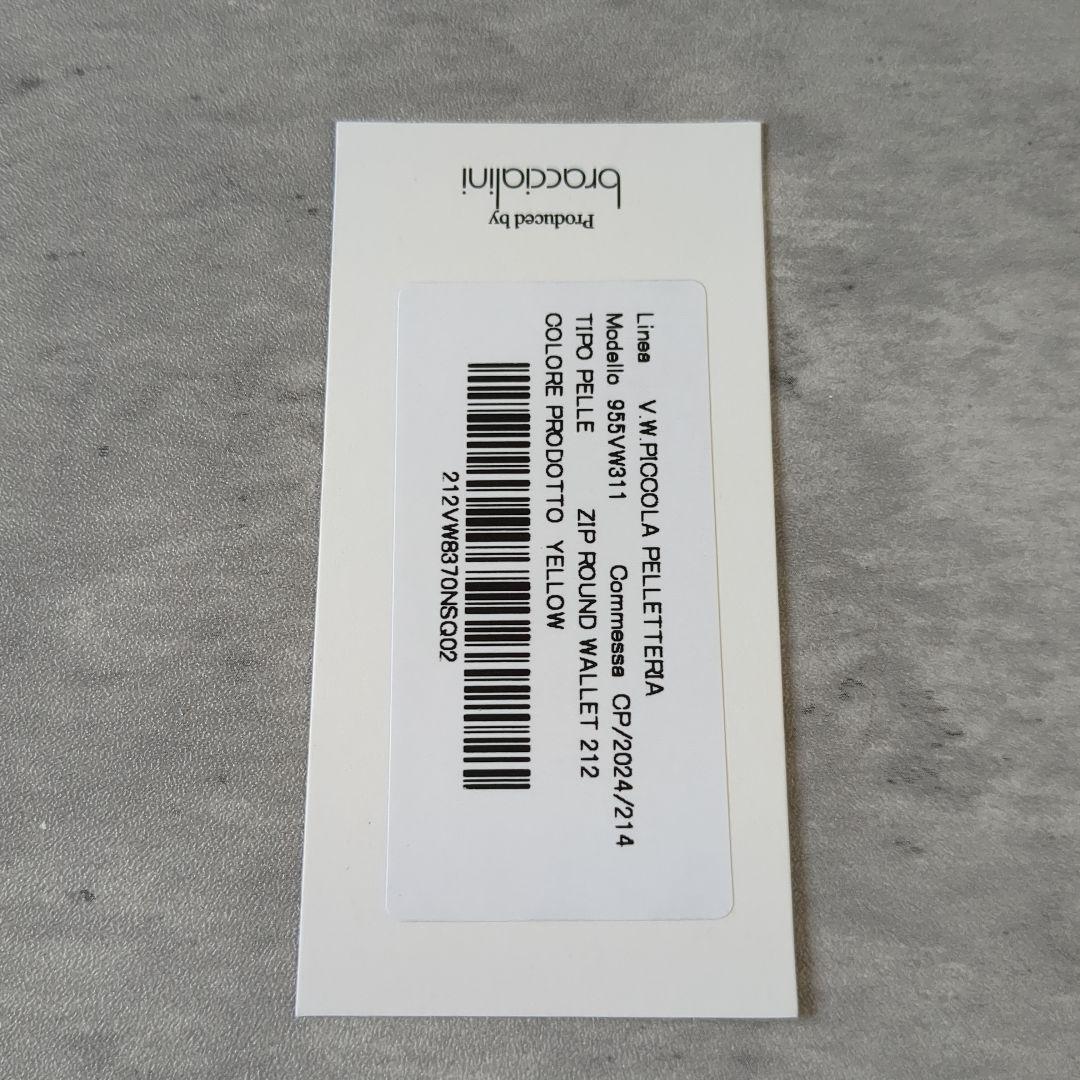 Produced by
braccialini
Linea V.W.PICCOLA PELLETTERIA
Modello 955VW311 Commessa CP/2024/214
TIPO PELLE ZIP ROUND WALLET 212
COLORE PRODOTTO YELLOW
212VW8370NSQ02